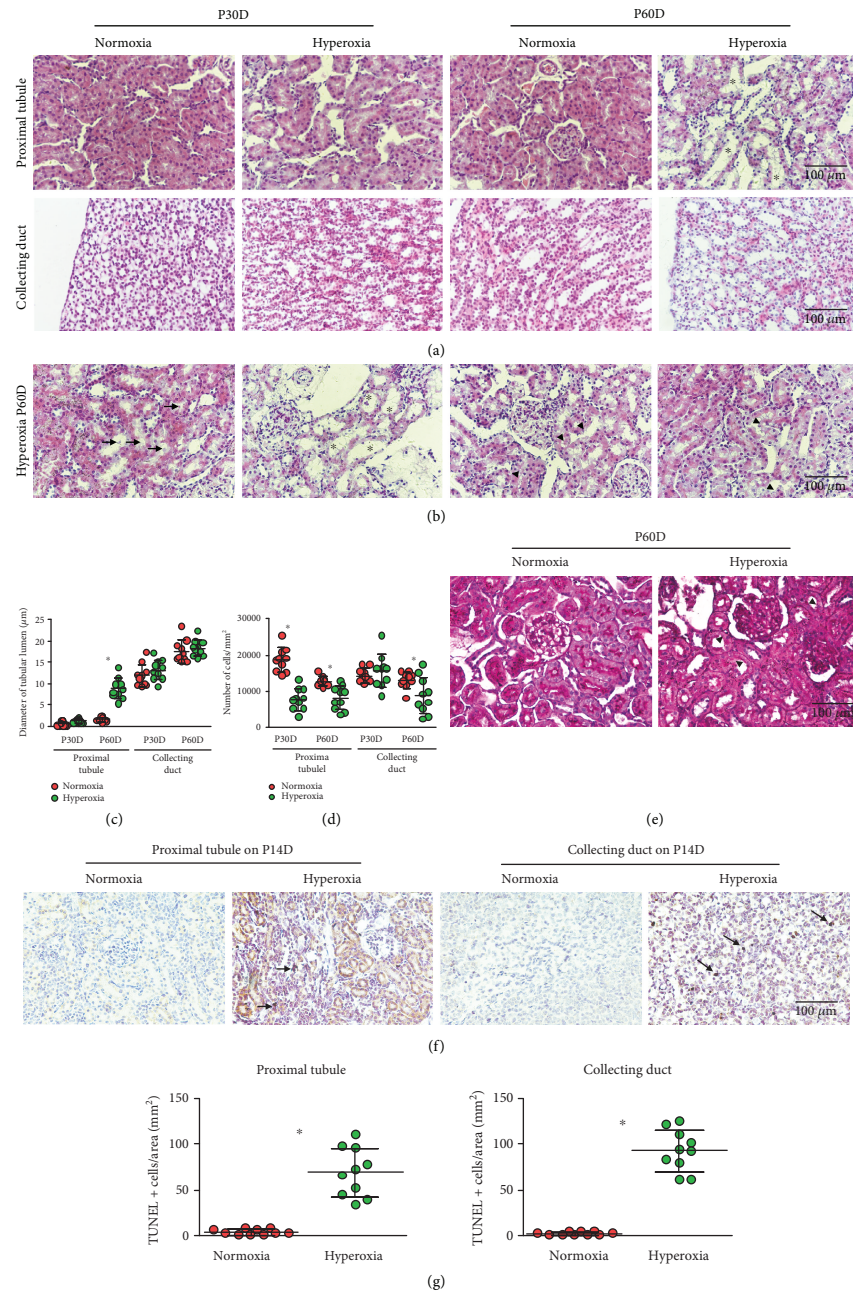 P30D P60D
Normoxia Hyperoxia Normoxia Hyperoxia
Proximal tubule
* * * *
100 μm
Collecting duct
100 μm
(a)
Hyperoxia P60D
* * * * *
100 μm
(b)
Diameter of tubular lumen (μm)
25
20
15
10
5
0
*
P30D P60D P30D P60D
Proximal Collecting
tubule duct
Normoxia
Hyperoxia
(c)
Number of cells/mm²
30000
20000
10000
0
* * *
P30D P60D P30D P60D
Proxima Collecting
tubulel duct
Normoxia
Hyperoxia
(d)
P60D
Normoxia Hyperoxia
100 μm
(e)
Proximal tubule on P14D Collecting duct on P14D
Normoxia Hyperoxia Normoxia Hyperoxia
100 μm
(f)
Proximal tubule
TUNEL + cells/area (mm²)
150
100
50
0
*
Normoxia Hyperoxia
Collecting duct
TUNEL + cells/area (mm²)
150
100
50
0
*
Normoxia Hyperoxia
(g)